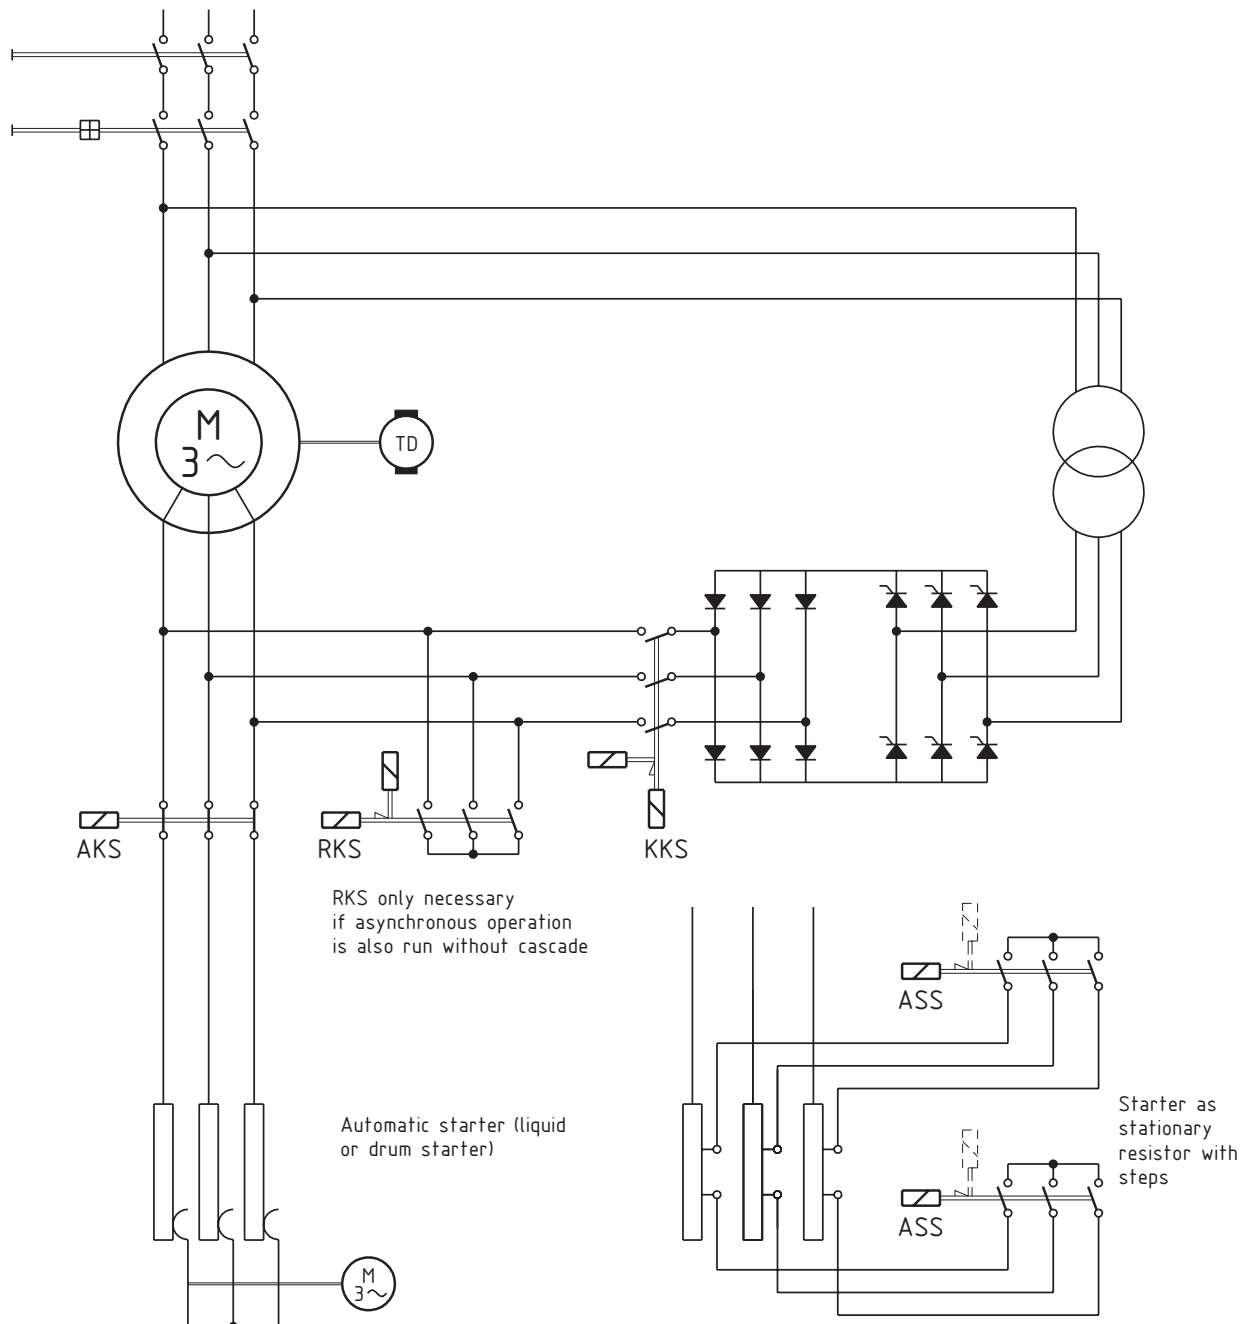 M
3~
TD
AKS
RKS
KKS
RKS only necessary
if asynchronous operation
is also run without cascade
ASS
Automatic starter (liquid
or drum starter)
Starter as
stationary
resistor with
steps
ASS
M
3~